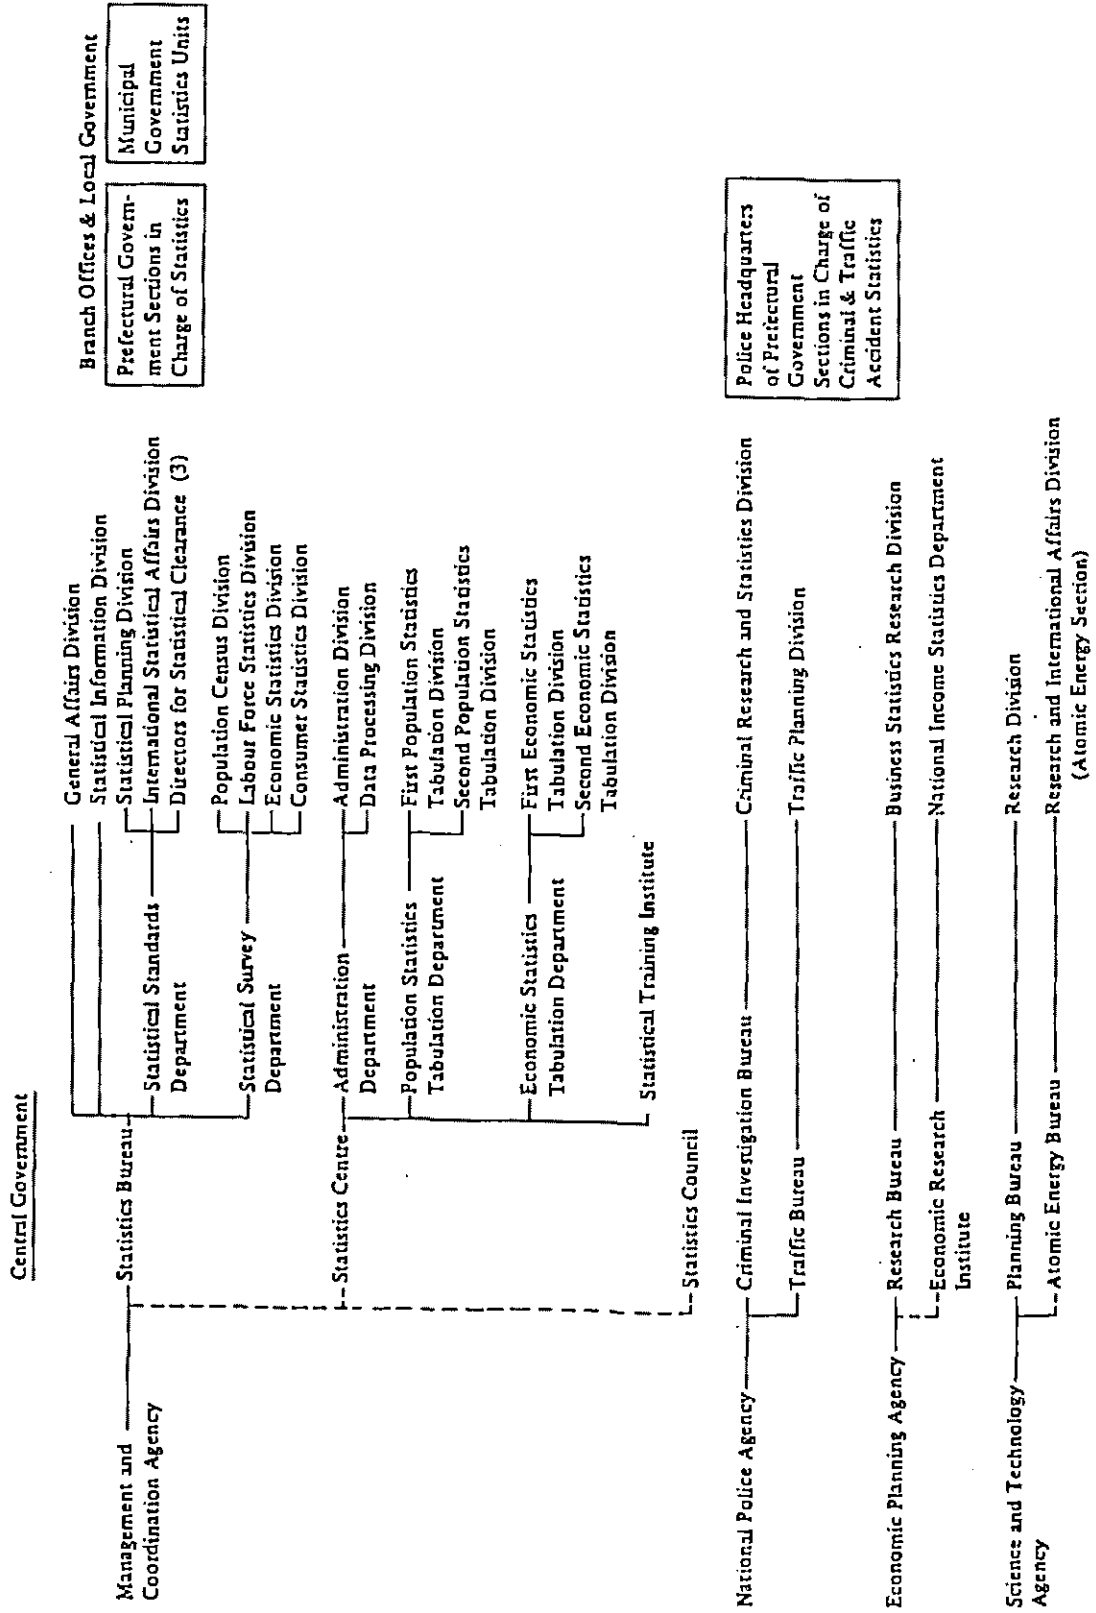 Central Government
Branch Offices & Local Government
Management and
Coordination Agency
Statistics Bureau
General Affairs Division
Statistical Information Division
Statistical Standards
Department
Statistical Planning Division
International Statistical Affairs Division
Directors for Statistical Clearance (3)
Statistical Survey
Department
Population Census Division
Labour Force Statistics Division
Economic Statistics Division
Consumer Statistics Division
Prefectural Govern-
ment Sections in
Charge of Statistics
Municipal
Government
Statistics Units
Statistics Centre
Administration
Department
Administration Division
Data Processing Division
Population Statistics
Tabulation Department
First Population Statistics
Tabulation Division
Second Population Statistics
Tabulation Division
Economic Statistics
Tabulation Department
First Economic Statistics
Tabulation Division
Second Economic Statistics
Tabulation Division
Statistical Training Institute
Statistics Council
National Police Agency
Criminal Investigation Bureau
Criminal Research and Statistics Division
Traffic Bureau
Traffic Planning Division
Police Headquarters
of Prefectural
Government
Sections in Charge of
Criminal & Traffic
Accident Statistics
Economic Planning Agency
Research Bureau
Business Statistics Research Division
Economic Research
Institute
National Income Statistics Department
Science and Technology
Agency
Planning Bureau
Research Division
Atomic Energy Bureau
Research and International Affairs Division
(Atomic Energy Section)